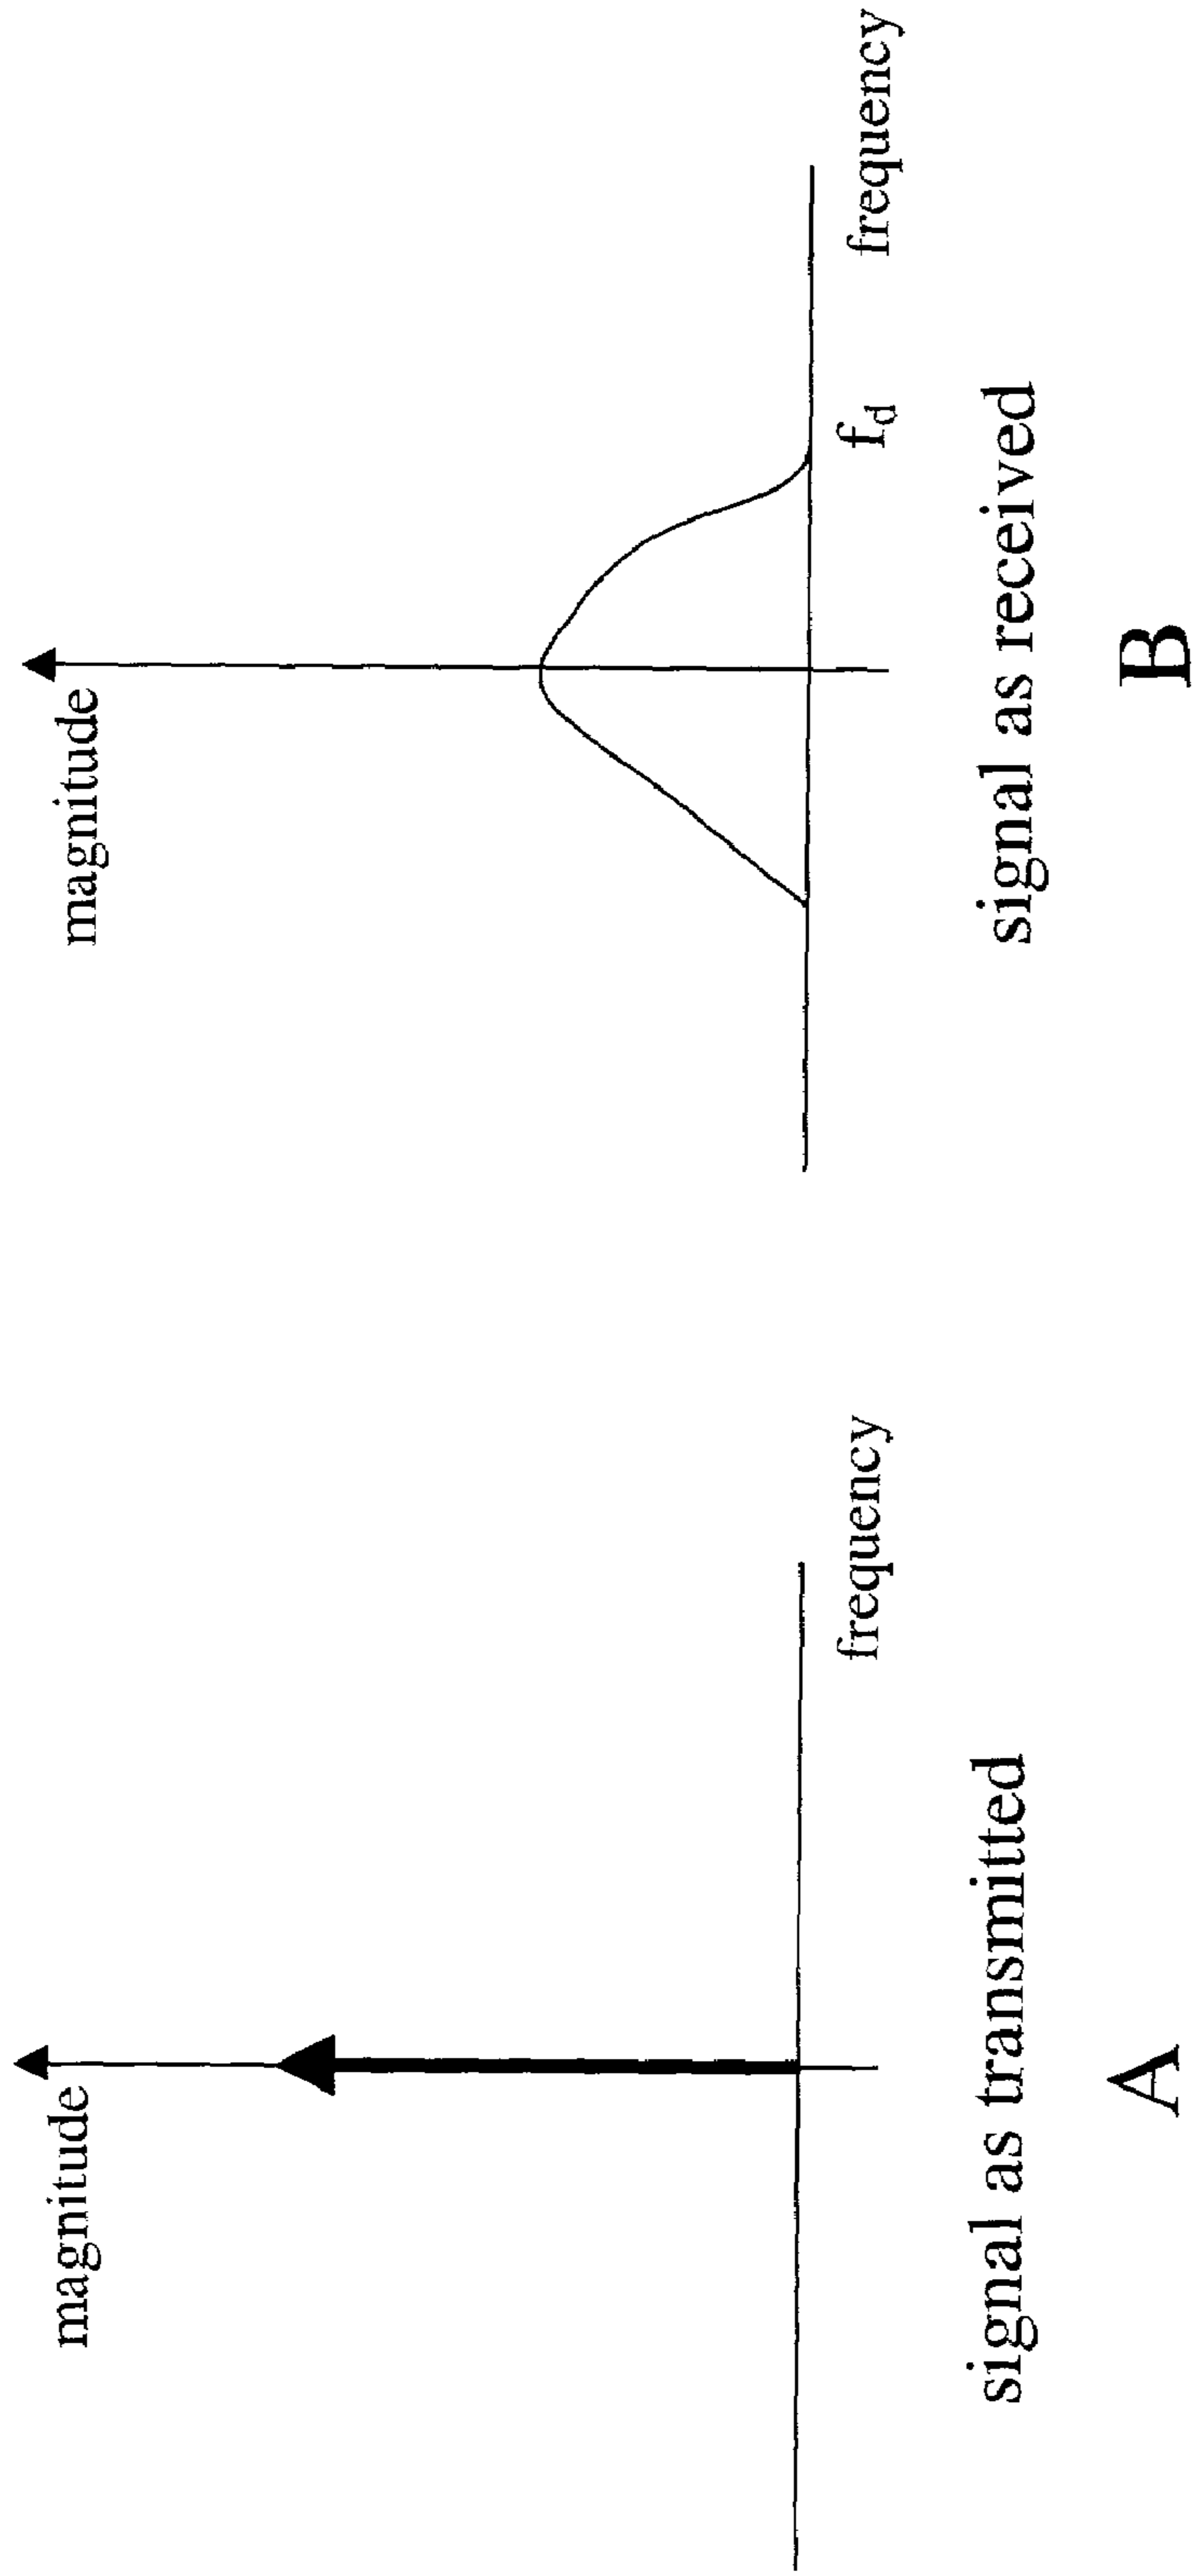 magnitude
frequency
signal as transmitted
A
magnitude
f_d
frequency
signal as received
B